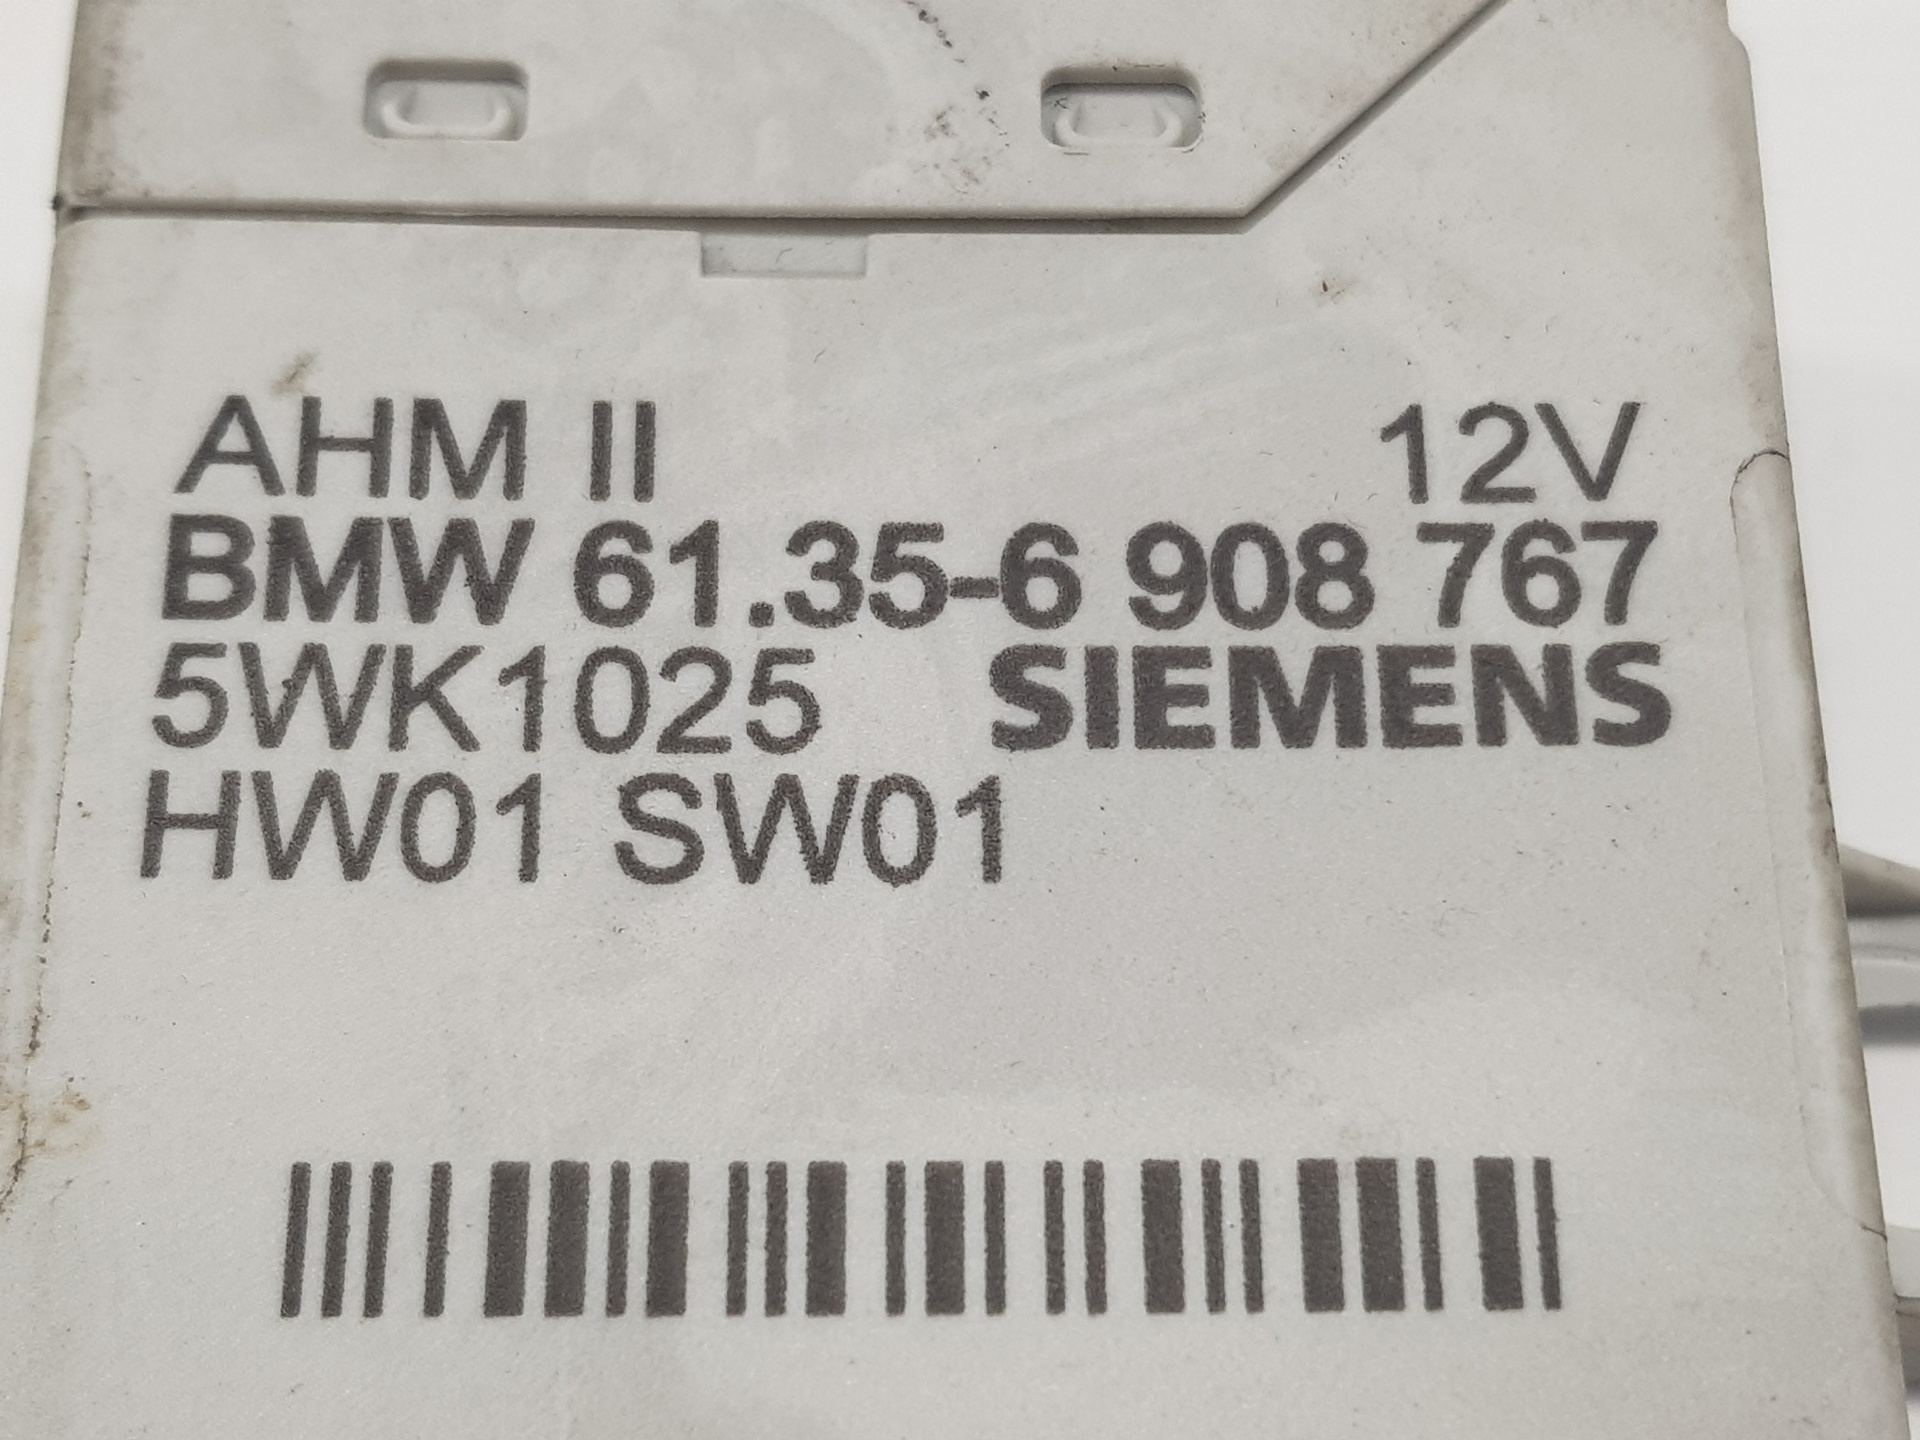 AHM II 12V
BMW 61.35-6 908 767
5WK1025 SIEMENS
HW01 SW01